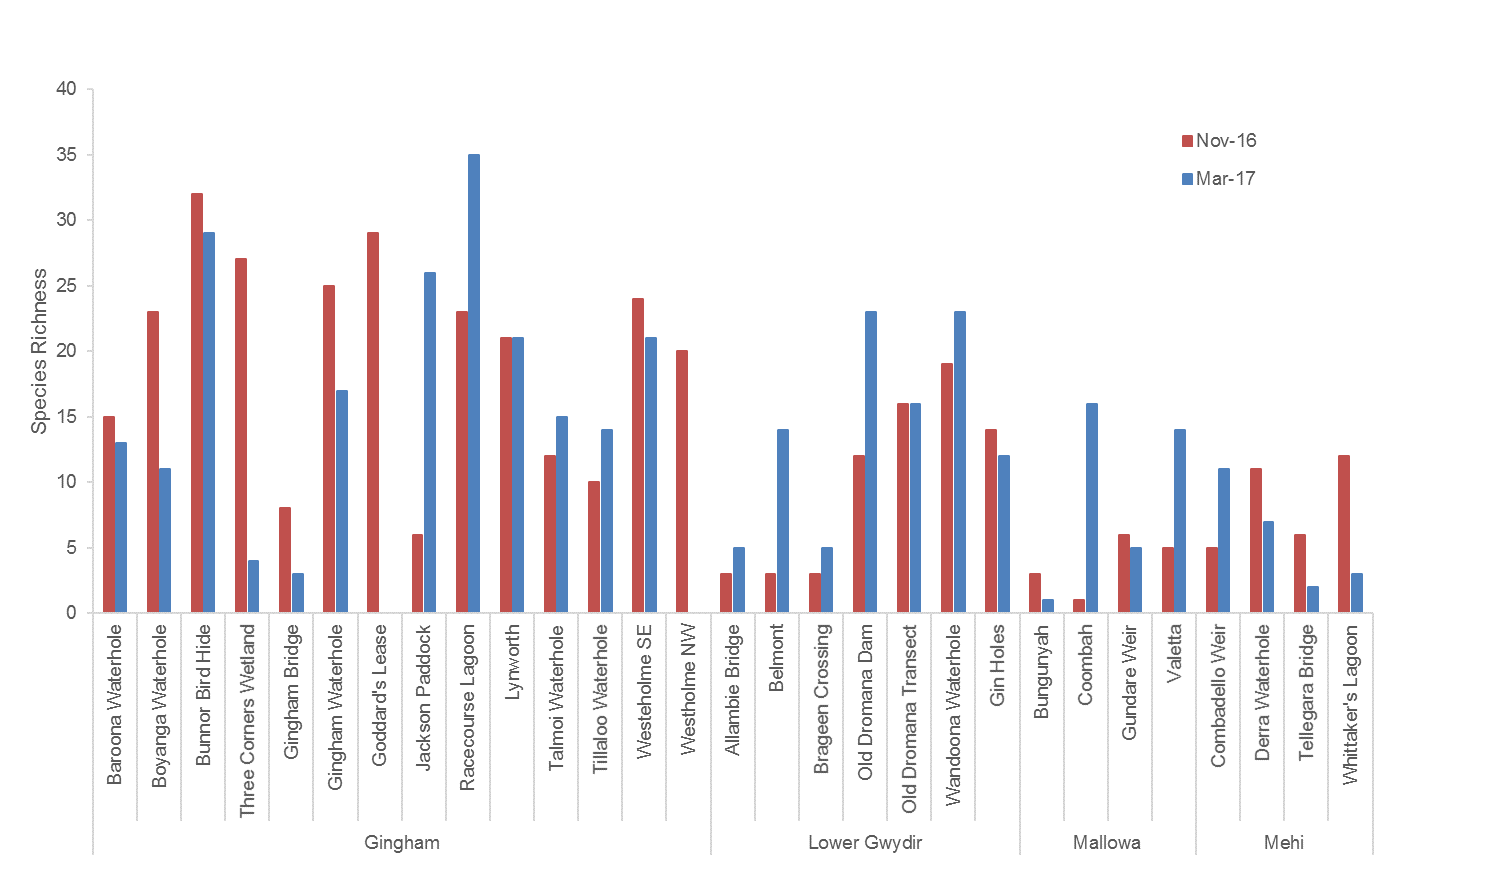 40
35
30
25
20
15
10
5
0
Species Richness
Nov-16
Mar-17
Baroona Waterhole
Boyanga Waterhole
Bunnor Bird Hide
Three Corners Wetland
Gingham Bridge
Gingham Waterhole
Goddard's Lease
Jackson Paddock
Racecourse Lagoon
Lynworth
Talmoi Waterhole
Tillaloo Waterhole
Westeholme SE
Westholme NW
Allambie Bridge
Belmont
Brageen Crossing
Old Dromana Dam
Old Dromana Transect
Wandoona Waterhole
Gin Holes
Bungunyah
Coombah
Gundare Weir
Valetta
Combadello Weir
Derra Waterhole
Tellegara Bridge
Whittaker's Lagoon
Gingham
Lower Gwydir
Mallowa
Mehi